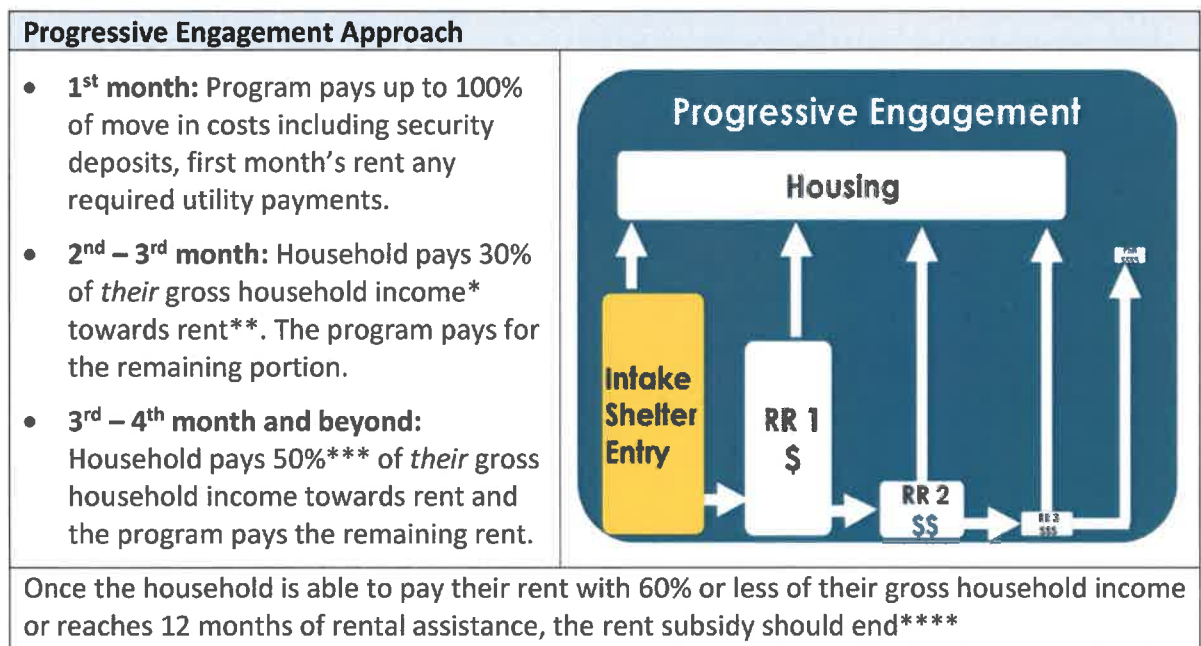 Progressive Engagement Approach
• 1st month: Program pays up to 100%
of move in costs including security
deposits, first month's rent any
required utility payments.
• 2nd – 3rd month: Household pays 30%
of their gross household income*
towards rent**. The program pays for
the remaining portion.
• 3rd – 4th month and beyond:
Household pays 50%*** of their gross
household income towards rent and
the program pays the remaining rent.
Progressive Engagement
Housing
Intake
Shelter
Entry
RR 1
$
RR 2
$$
RR 3
$$$
$$$$
Once the household is able to pay their rent with 60% or less of their gross household income
or reaches 12 months of rental assistance, the rent subsidy should end****